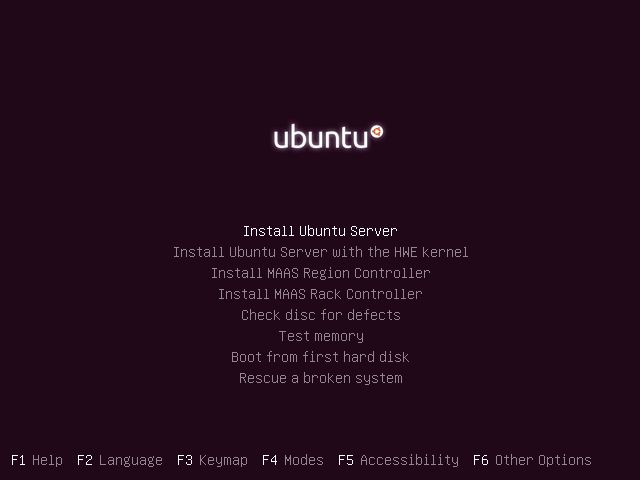 ubuntu
Install Ubuntu Server
Install Ubuntu Server with the HWE kernel
Install MAAS Region Controller
Install MAAS Rack Controller
Check disc for defects
Test memory
Boot from first hard disk
Rescue a broken system
F1 Help F2 Language F3 Keymap F4 Modes F5 Accessibility F6 Other Options